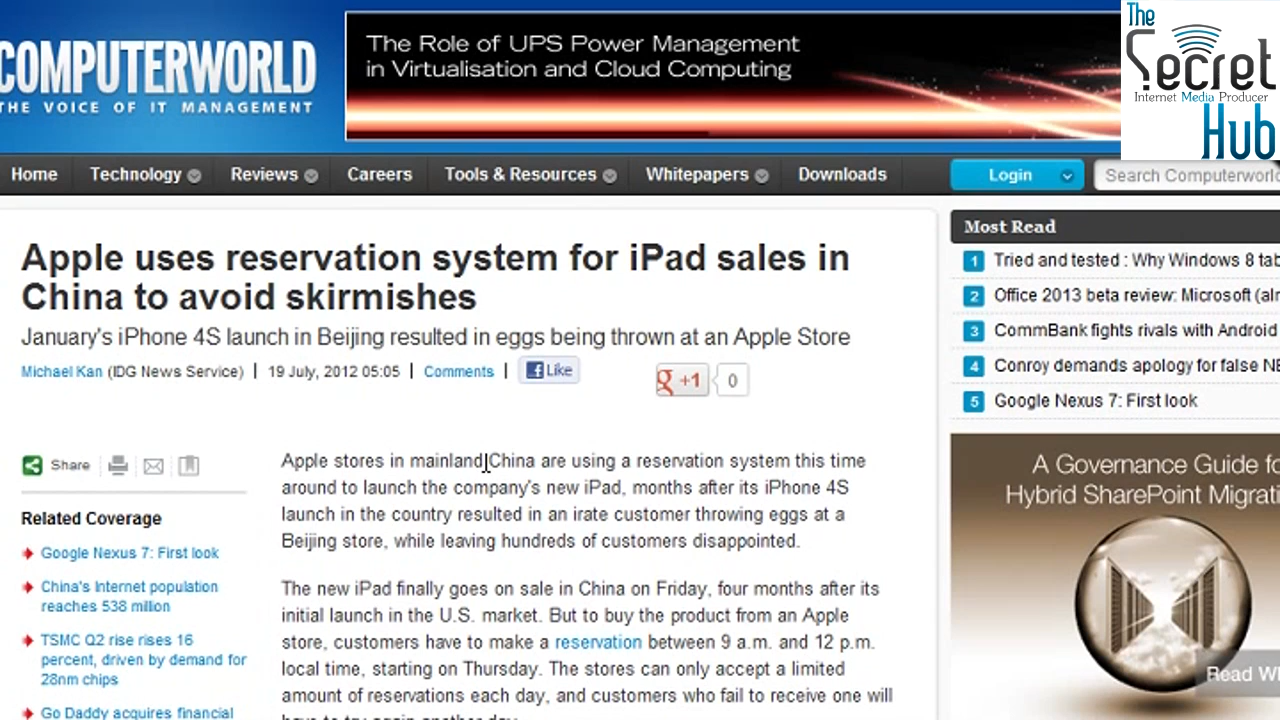 The
Secret
Internet Media Producer
Hub
COMPUTERWORLD
THE VOICE OF IT MANAGEMENT
The Role of UPS Power Management
in Virtualisation and Cloud Computing
Home Technology Reviews Careers Tools & Resources Whitepapers Downloads Login Search Computerworld
Apple uses reservation system for iPad sales in
China to avoid skirmishes
January's iPhone 4S launch in Beijing resulted in eggs being thrown at an Apple Store
Michael Kan (IDG News Service) | 19 July, 2012 05:05 | Comments | Like
+1 0
Share
Related Coverage
Google Nexus 7: First look
China's Internet population
reaches 538 million
TSMC Q2 rise rises 16
percent, driven by demand for
28nm chips
Go Daddy acquires financial
Apple stores in mainland China are using a reservation system this time
around to launch the company's new iPad, months after its iPhone 4S
launch in the country resulted in an irate customer throwing eggs at a
Beijing store, while leaving hundreds of customers disappointed.
The new iPad finally goes on sale in China on Friday, four months after its
initial launch in the U.S. market. But to buy the product from an Apple
store, customers have to make a reservation between 9 a.m. and 12 p.m.
local time, starting on Thursday. The stores can only accept a limited
amount of reservations each day, and customers who fail to receive one will
Most Read
1 Tried and tested : Why Windows 8 tab
2 Office 2013 beta review: Microsoft (alr
3 CommBank fights rivals with Android
4 Conroy demands apology for false NB
5 Google Nexus 7: First look
A Governance Guide fo
Hybrid SharePoint Migrati
Read Wh